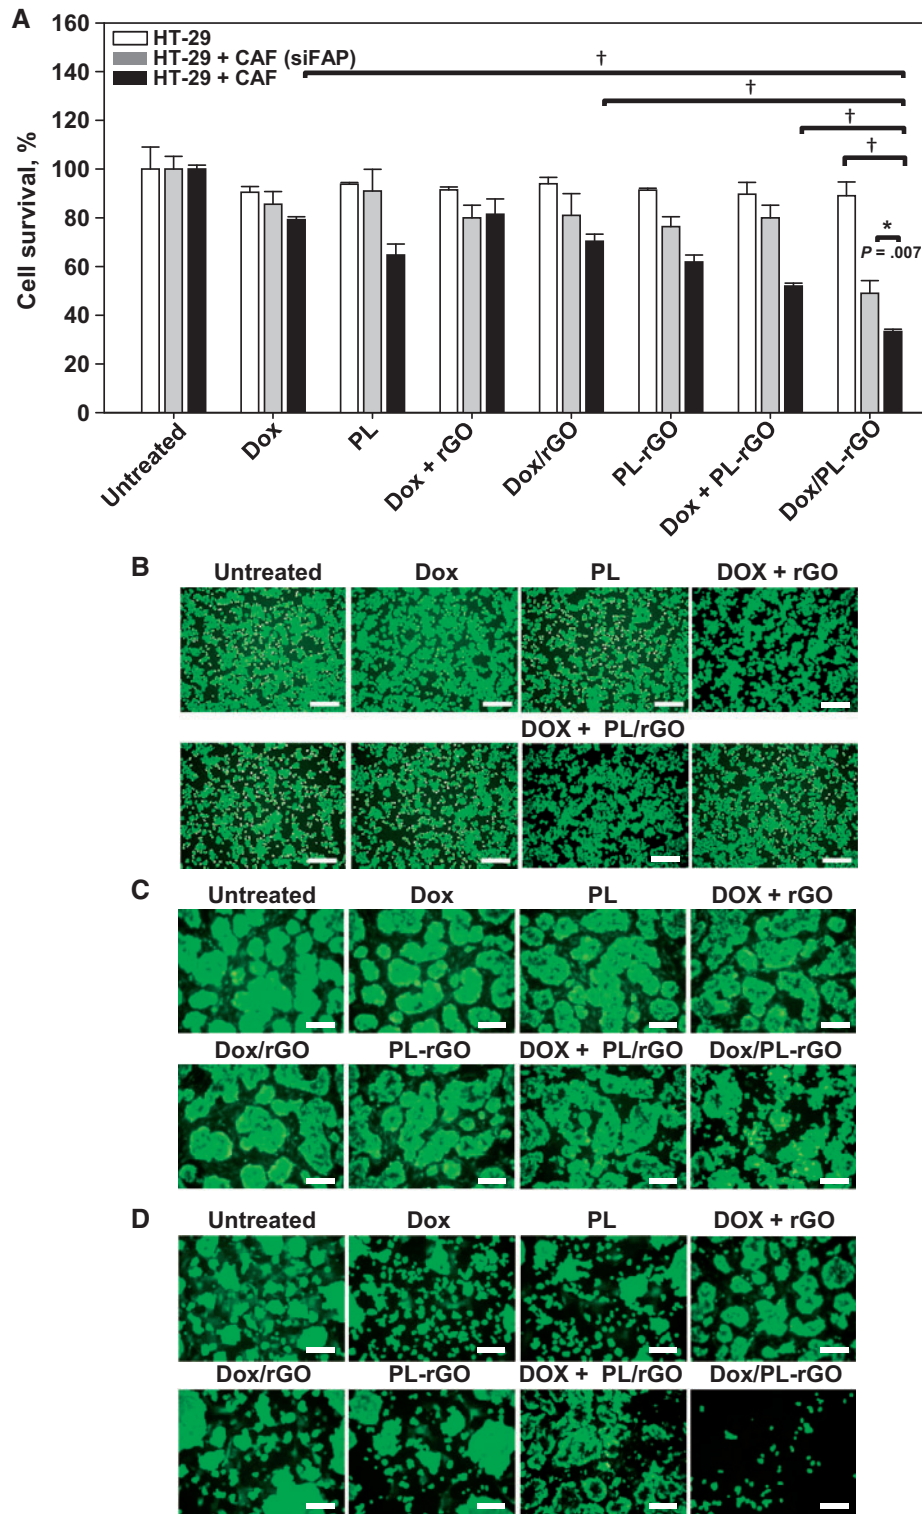 A
160
140
120
100
80
60
40
20
0
Cell survival, %
HT-29
HT-29 + CAF (siFAP)
HT-29 + CAF
†
†
†
†
*
P = .007
Untreated
Dox
PL
Dox + rGO
Dox/rGO
PL-rGO
Dox + PL-rGO
Dox/PL-rGO
B
Untreated Dox PL DOX + rGO
DOX + PL/rGO
C
Untreated Dox PL DOX + rGO
Dox/rGO PL-rGO DOX + PL/rGO Dox/PL-rGO
D
Untreated Dox PL DOX + rGO
Dox/rGO PL-rGO DOX + PL/rGO Dox/PL-rGO